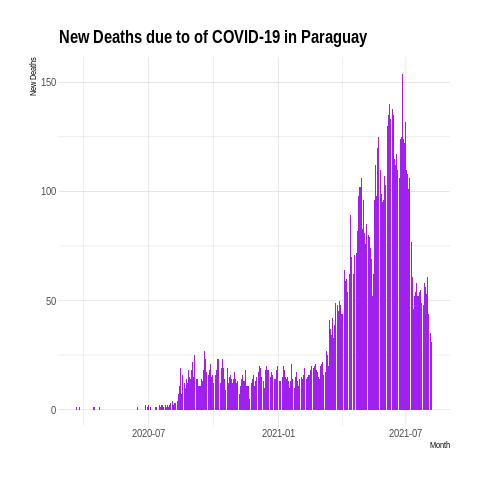 New Deaths due to of COVID-19 in Paraguay
New Deaths
150
100
50
0
2020-07
2021-01
2021-07
Month